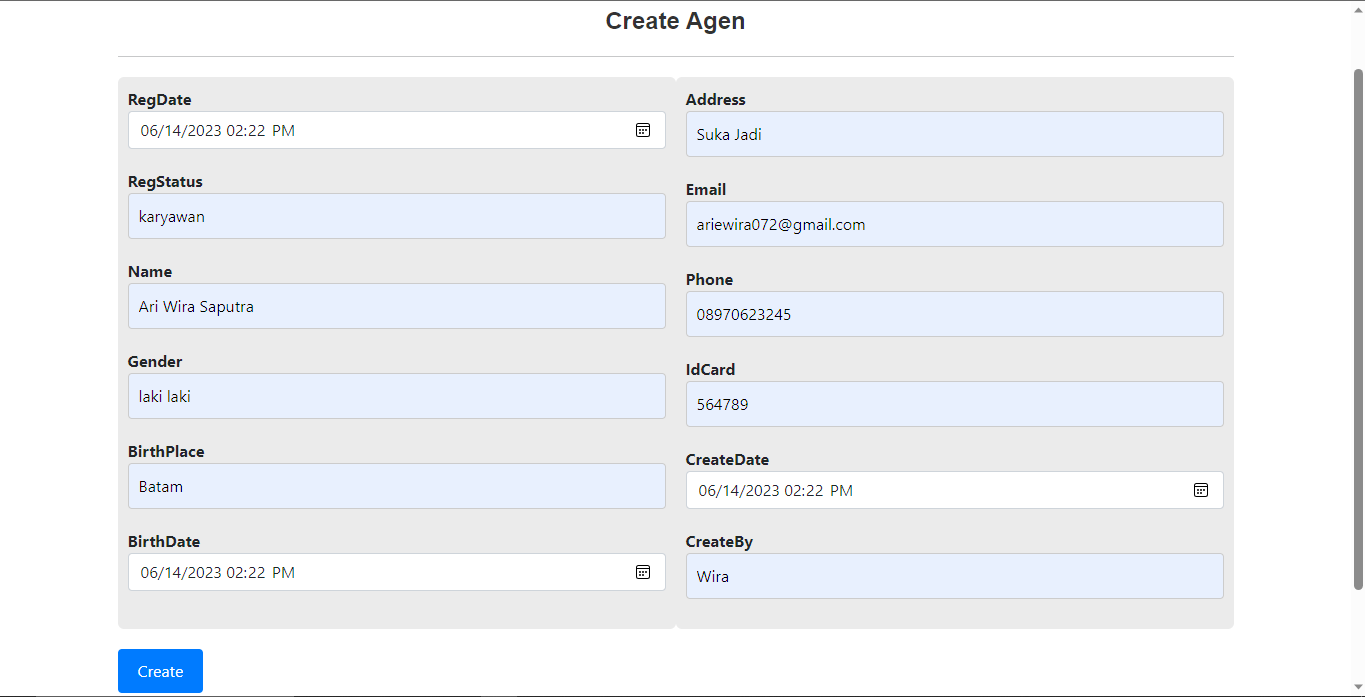 Create Agen
RegDate
06/14/2023 02:22 PM
RegStatus
karyawan
Name
Ari Wira Saputra
Gender
laki laki
BirthPlace
Batam
BirthDate
06/14/2023 02:22 PM
Address
Suka Jadi
Email
ariewira072@gmail.com
Phone
08970623245
IdCard
564789
CreateDate
06/14/2023 02:22 PM
CreateBy
Wira
Create